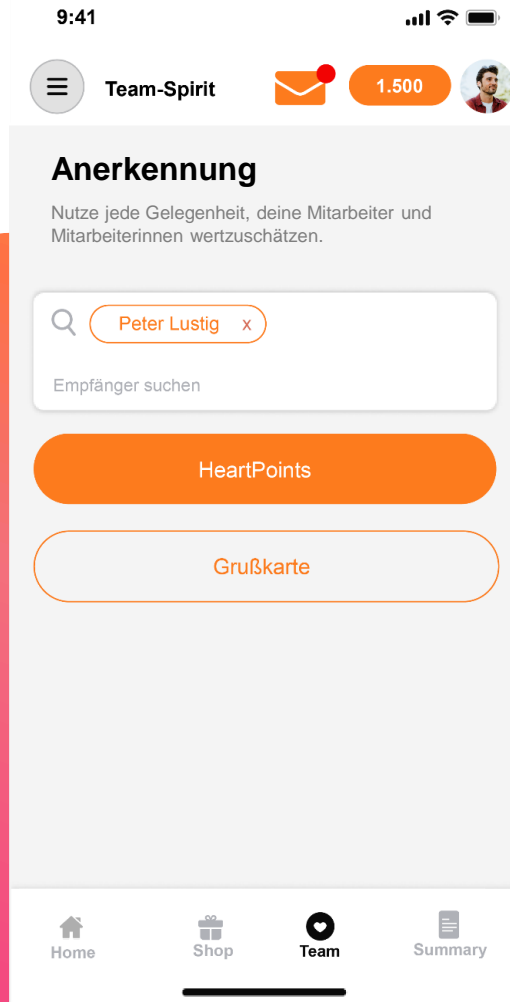 9:41
Team-Spirit
1.500
Anerkennung
Nutze jede Gelegenheit, deine Mitarbeiter und
Mitarbeiterinnen wertzuschätzen.
Peter Lustig x
Empfänger suchen
HeartPoints
Grußkarte
Home Shop Team Summary